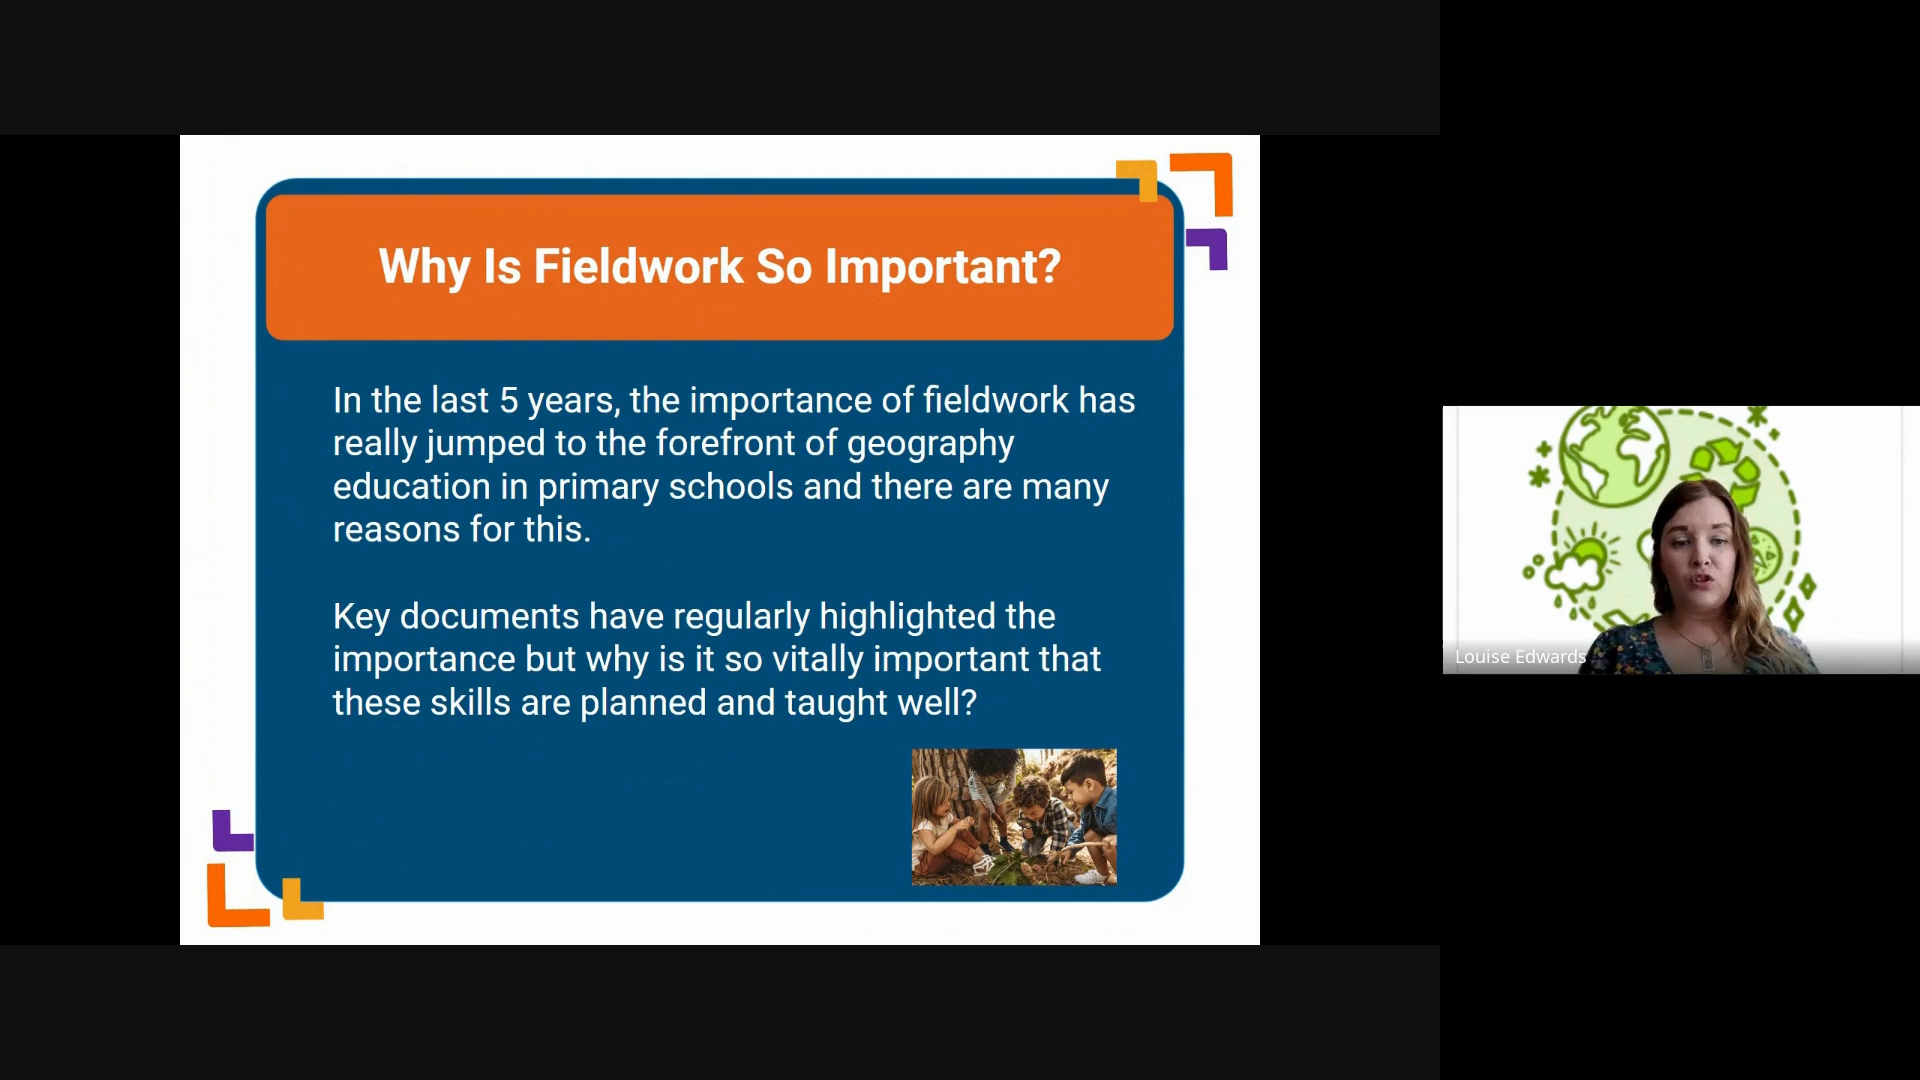 Why Is Fieldwork So Important?
In the last 5 years, the importance of fieldwork has
really jumped to the forefront of geography
education in primary schools and there are many
reasons for this.
Key documents have regularly highlighted the
importance but why is it so vitally important that
these skills are planned and taught well?
Louise Edwards